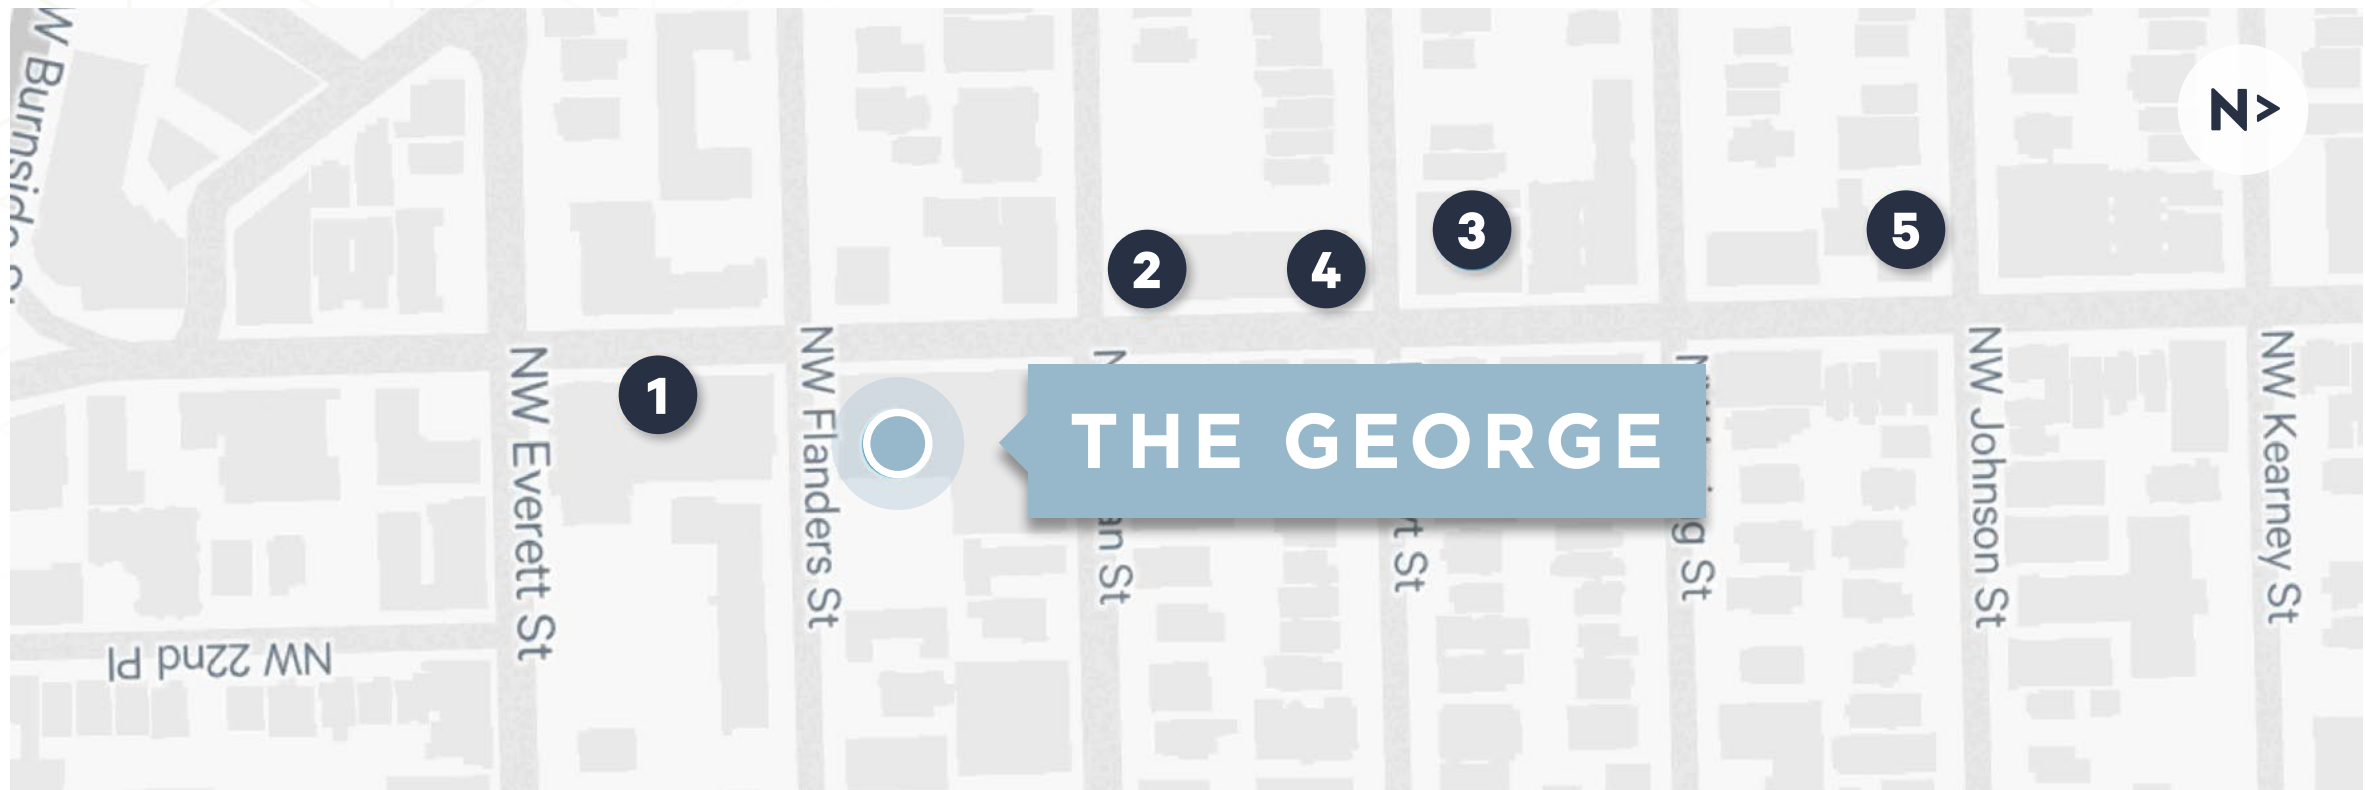 W Burnside S
N>
2
4
3
5
1
THE GEORGE
NW Everett St
NW Flanders St
St
St
St
NW Johnson St
NW Kearney St
NW 22nd Pl